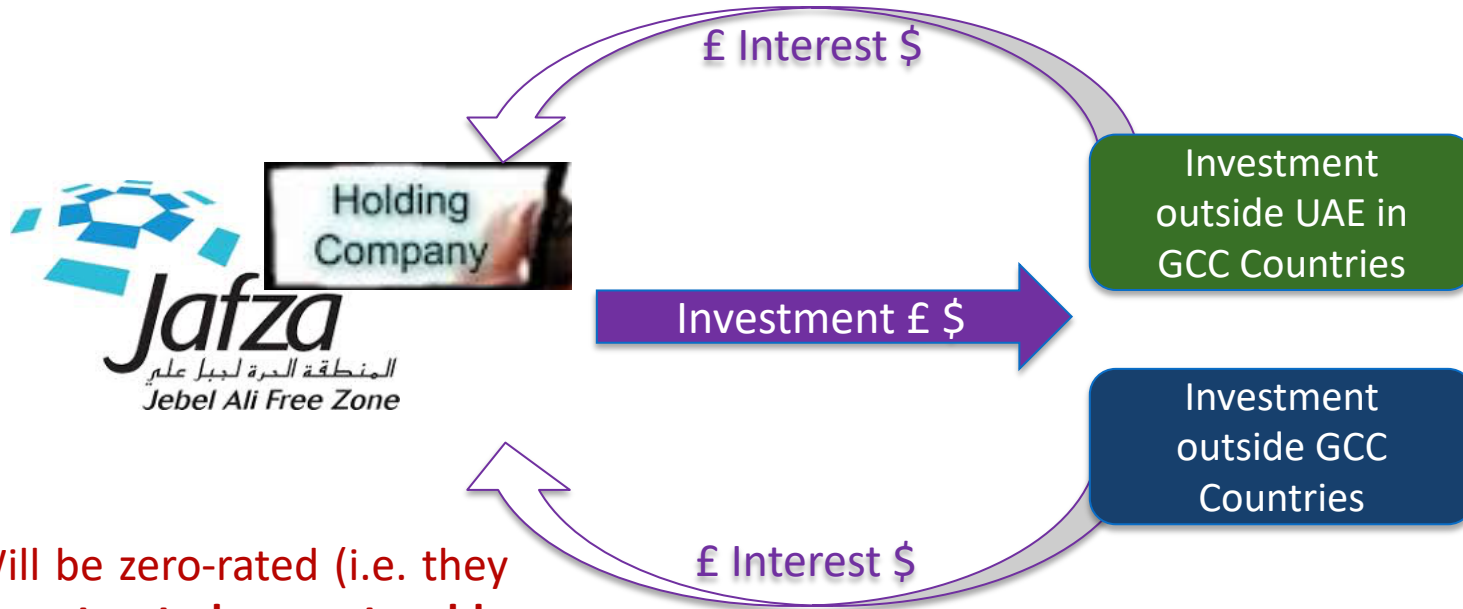 £ Interest $
Holding
Company
Investment
outside UAE in
GCC Countries
Investment £ $
Jafza
المنطقة الحرة لجبل علي
Jebel Ali Free Zone
Investment
outside GCC
Countries
£ Interest $
Will be zero-rated (i.e. they